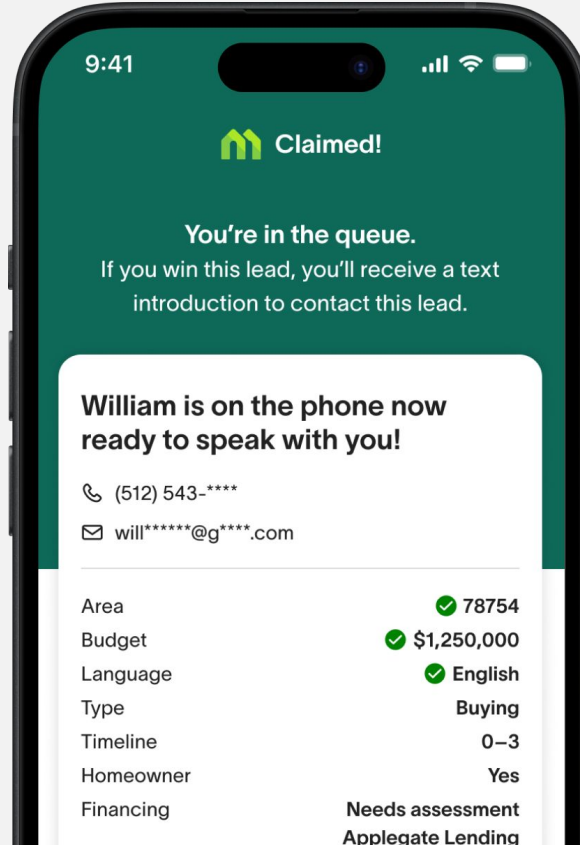 9:41
Claimed!
You’re in the queue.
If you win this lead, you’ll receive a text
introduction to contact this lead.
William is on the phone now
ready to speak with you!
(512) 543-****
will******@g****.com
Area 78754
Budget $1,250,000
Language English
Type Buying
Timeline 0–3
Homeowner Yes
Financing Needs assessment
Applegate Lending